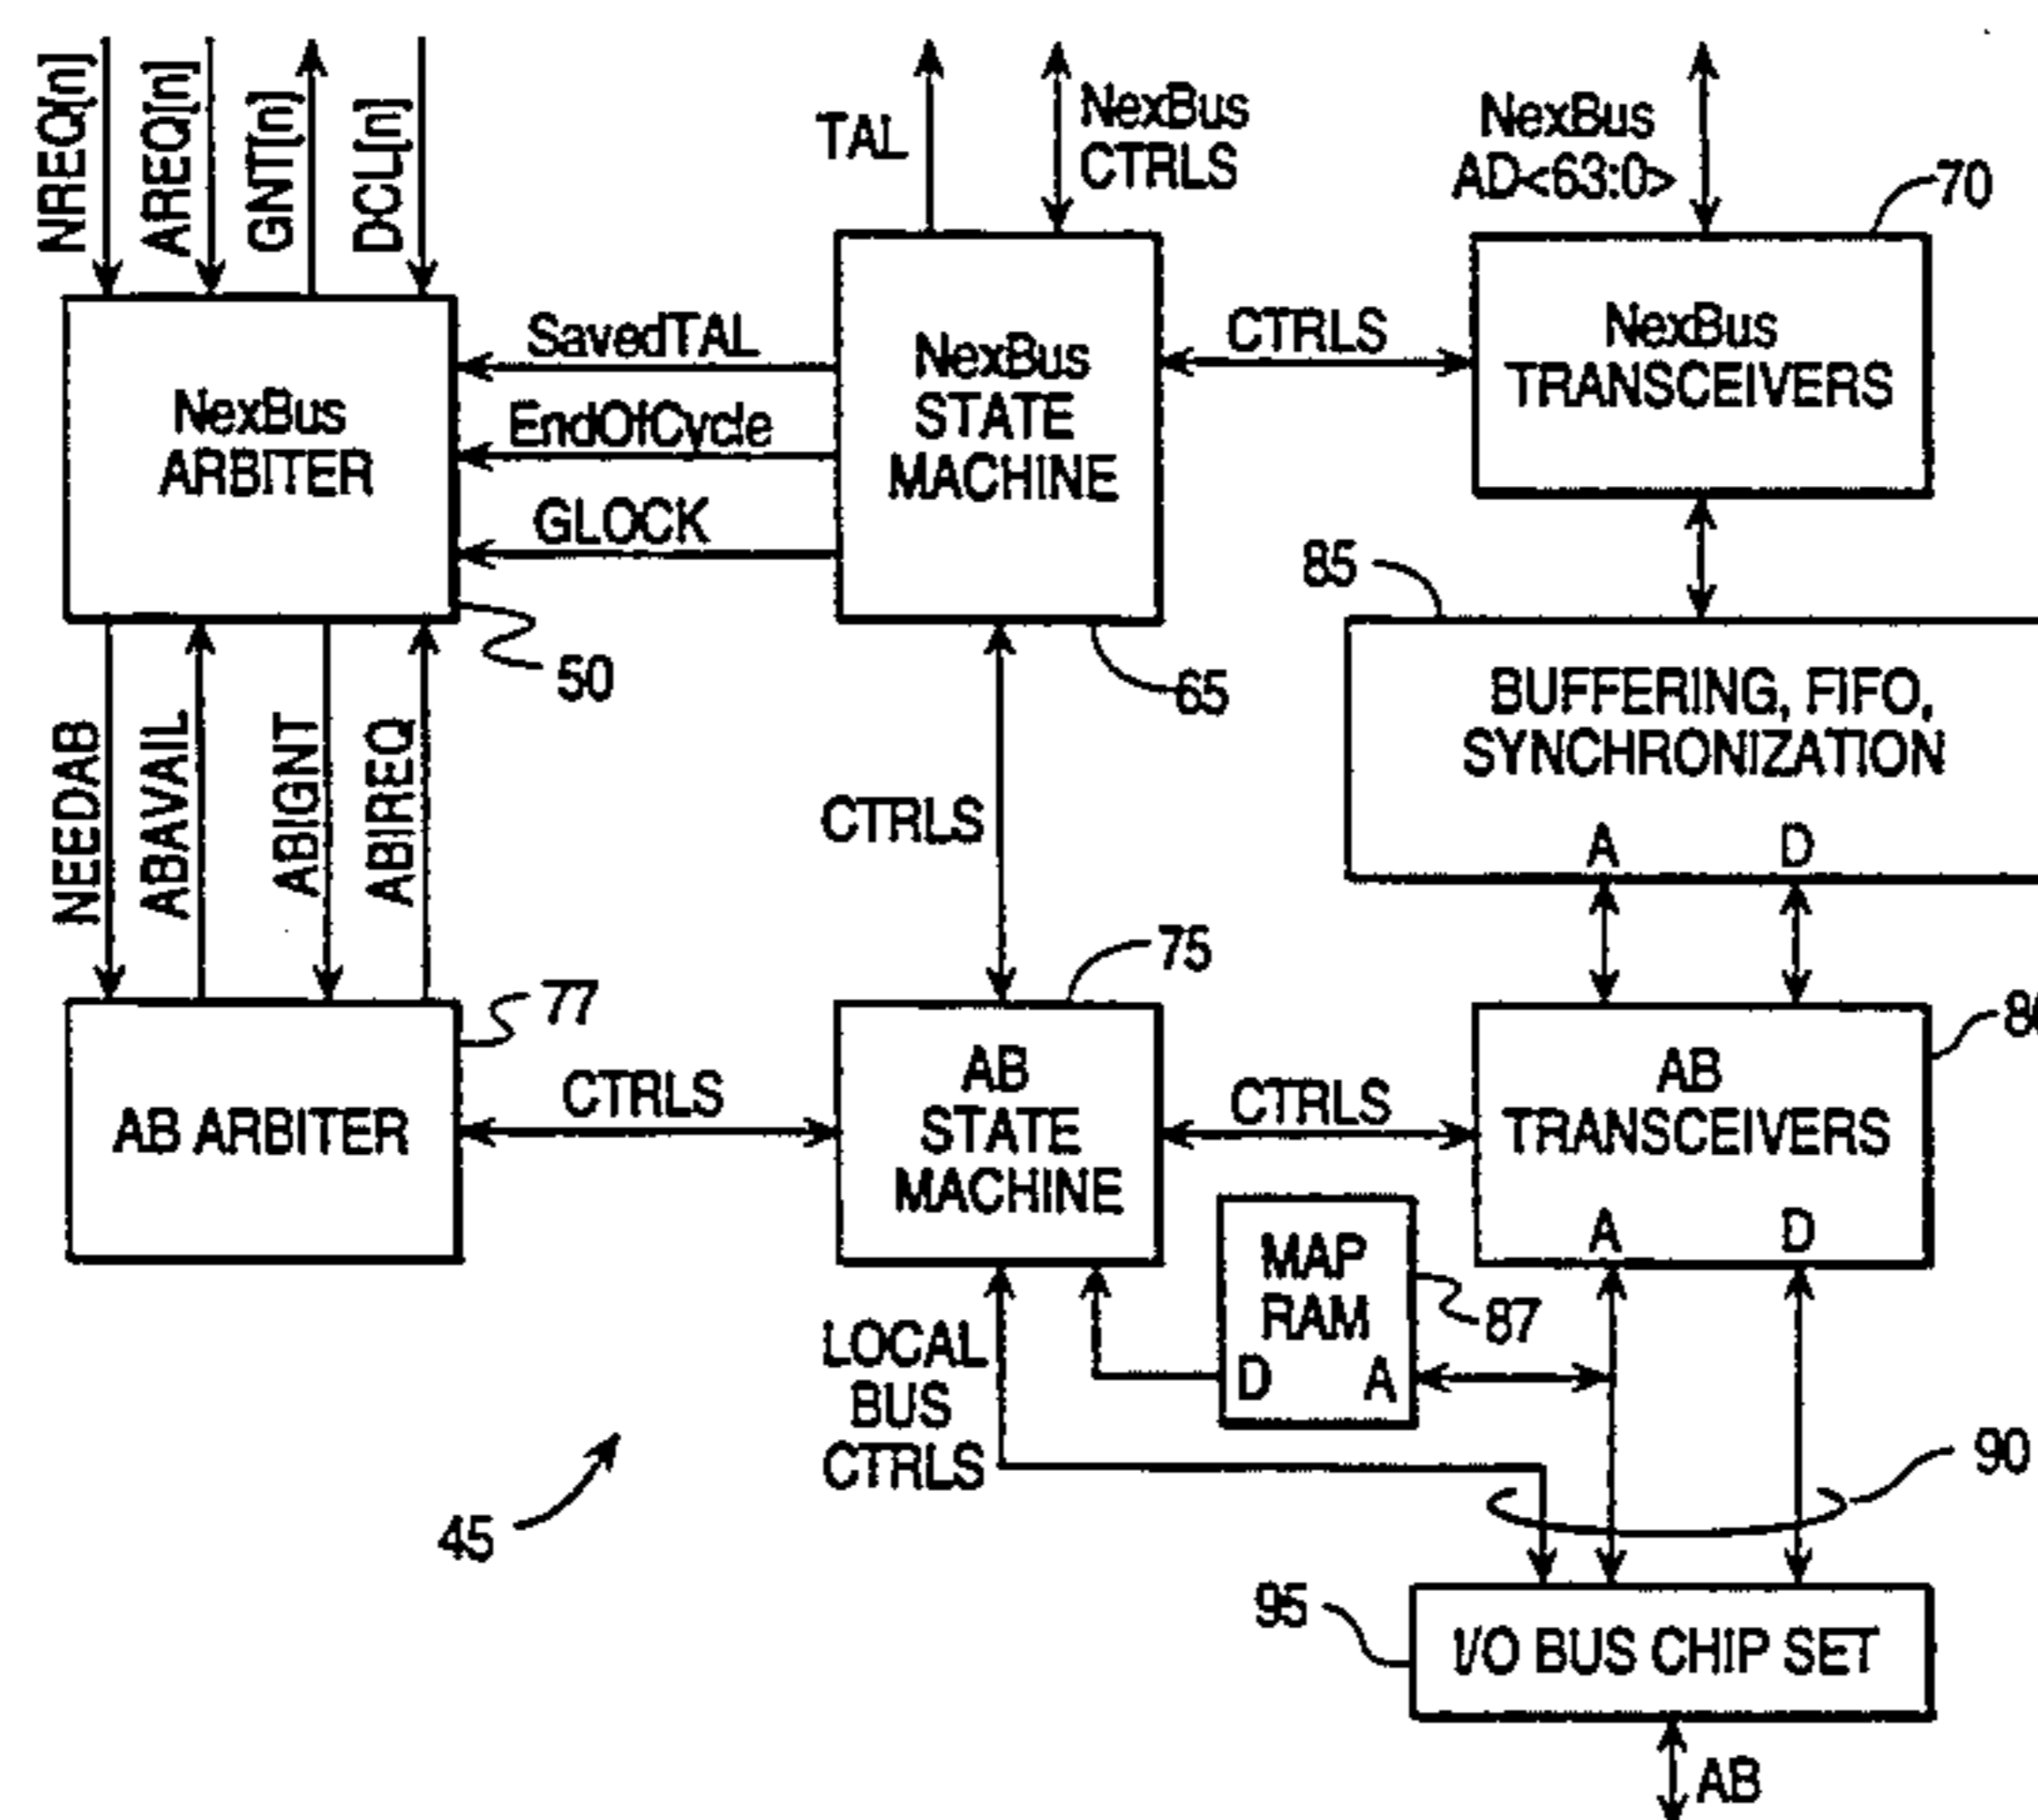 NREQ[n]
AREQ[n]
GNT[n]
DCL[n]
TAL
NexBus
CTRLS
NexBus
AD<63:0>
70
NexBus
ARBITER
SavedTAL
EndOfCycle
GLOCK
NexBus
STATE
MACHINE
CTRLS
NexBus
TRANSCEIVERS
50
65
85
BUFFERING, FIFO,
SYNCHRONIZATION
A D
NEEDAB
ABAVAIL
ABIGNT
ABIREQ
CTRLS
77
75
AB ARBITER
CTRLS
AB
STATE
MACHINE
CTRLS
AB
TRANSCEIVERS
A D
MAP
RAM
D A
87
LOCAL
BUS
CTRLS
45
90
95
I/O BUS CHIP SET
AB